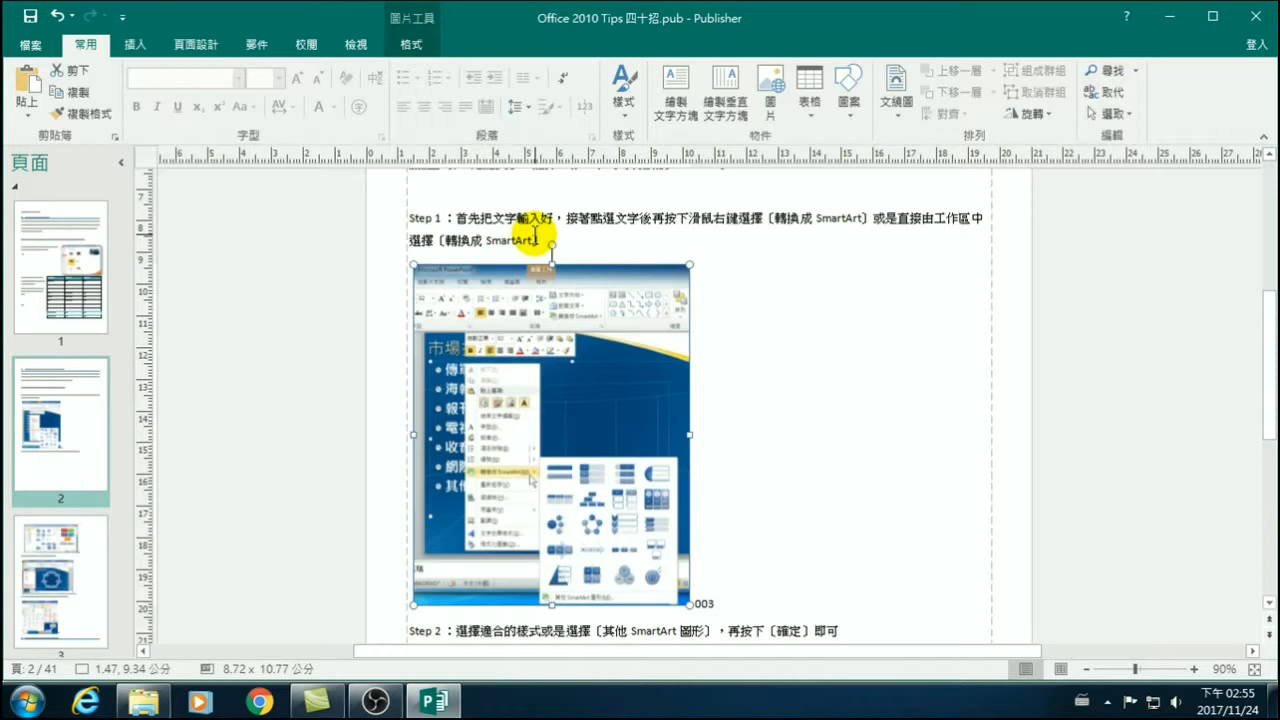 圖片工具
Office 2010 Tips 四十招.pub - Publisher
檔案
常用
插入
頁面設計
郵件
校閱
檢視
格式
登入
貼上
剪下
複製
複製格式
剪貼簿
字型
段落
樣式
樣式
繪製
文字方塊
繪製垂直
文字方塊
圖
片
表格
圖案
物件
文繞圖
上移一層
下移一層
對齊
組成群組
取消群組
旋轉
排列
尋找
取代
選取
編輯
頁面
1
2
3
Step 1 ：首先把文字輸入好，接著點選文字後再按下滑鼠右鍵選擇〔轉換成 SmartArt〕或是直接由工作區中
選擇〔轉換成 SmartArt〕
003
Step 2 ：選擇適合的樣式或是選擇〔其他 SmartArt 圖形〕，再按下〔確定〕即可
頁: 2 / 41
1.47, 9.34 公分
8.72 x 10.77 公分
90%
下午 02:55
2017/11/24